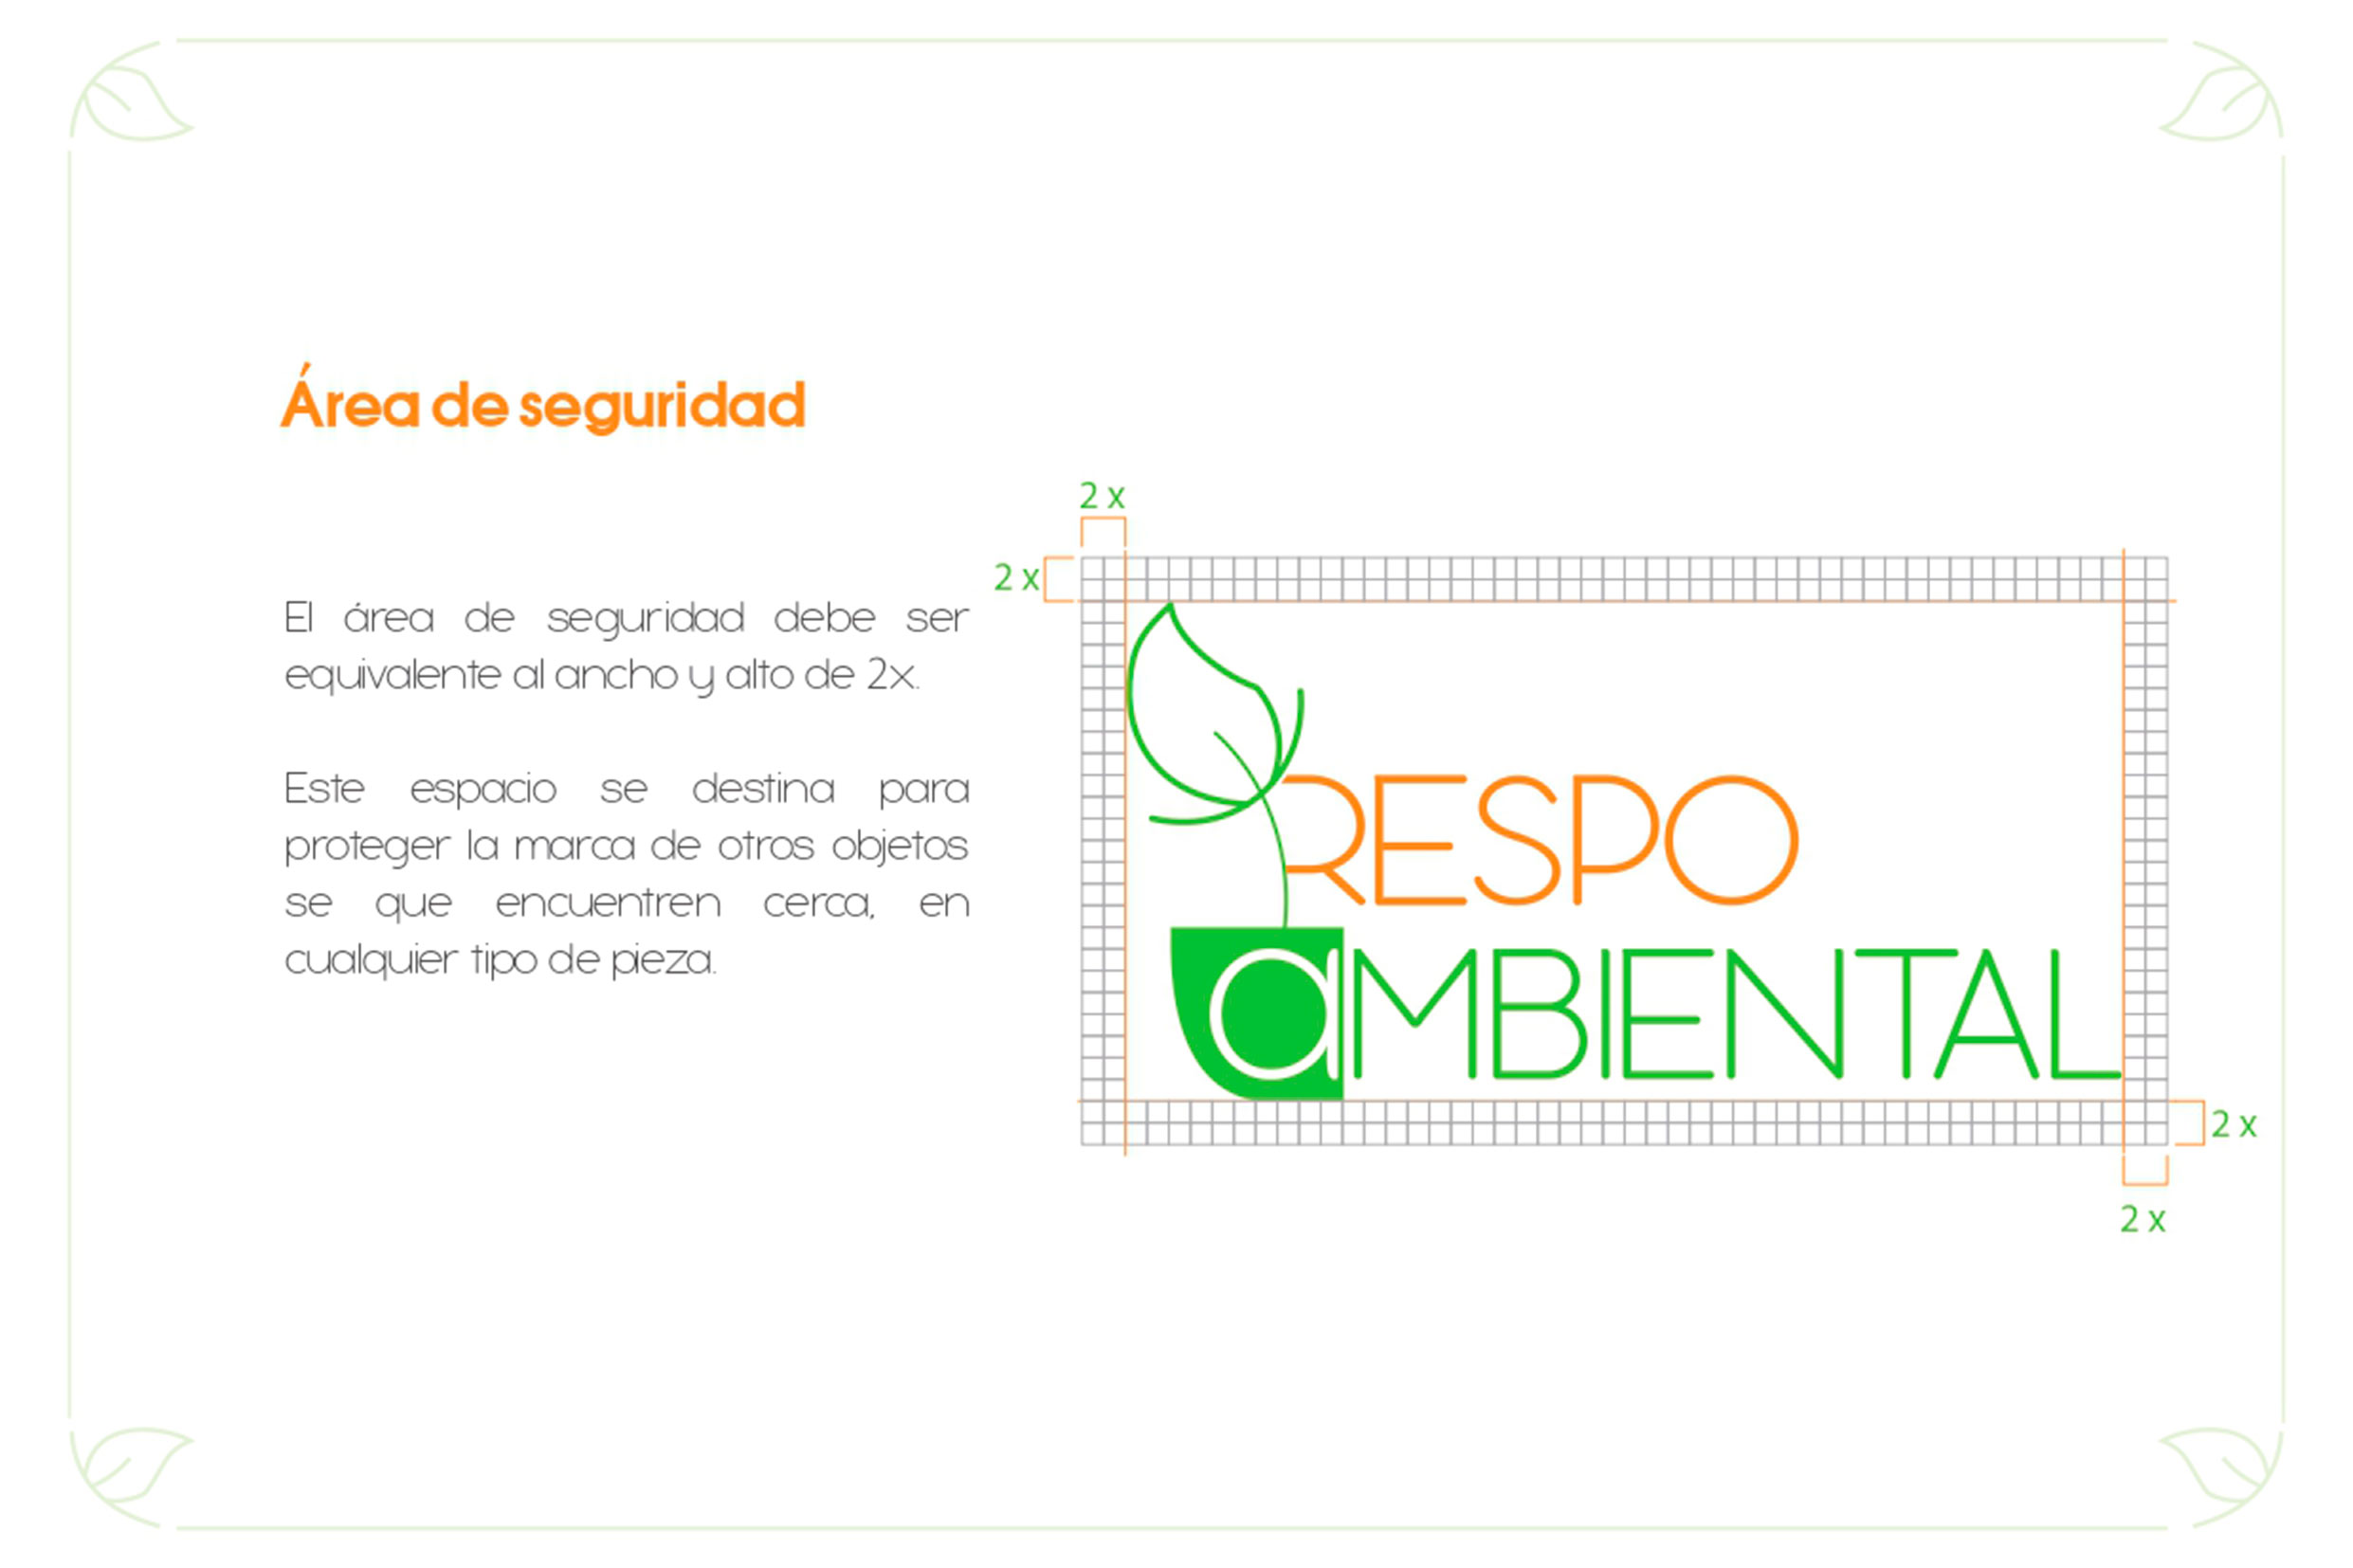 Área de seguridad
El área de seguridad debe ser
equivalente al ancho y alto de 2x.
Este espacio se destina para
proteger la marca de otros objetos
se que encuentren cerca, en
cualquier tipo de pieza.
2 x
2 x
RESPO
aMBIENTAL
2 x
2 x